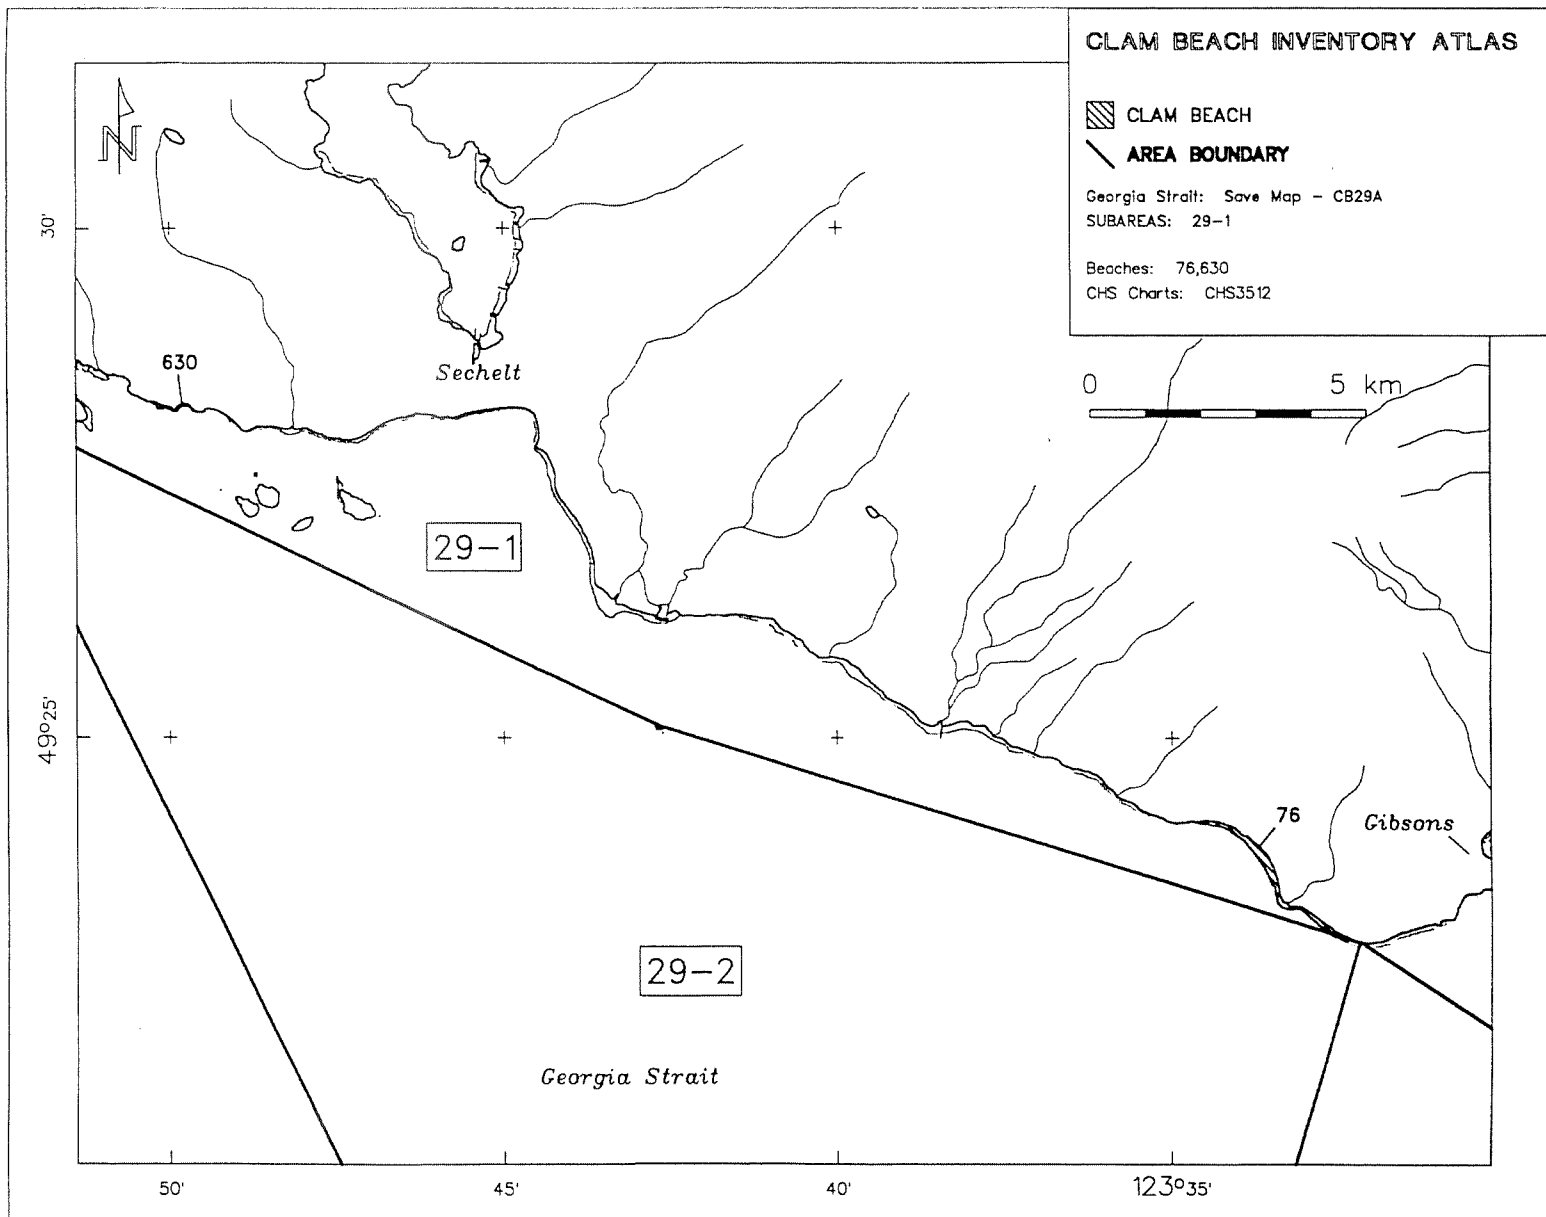 CLAM BEACH INVENTORY ATLAS
CLAM BEACH
AREA BOUNDARY
Georgia Strait: Save Map - CB29A
SUBAREAS: 29-1
Beaches: 76,630
CHS Charts: CHS3512
N
30'
630
Sechelt
0 5 km
29-1
49°25'
76
Gibsons
29-2
Georgia Strait
50' 45' 40' 123°35'